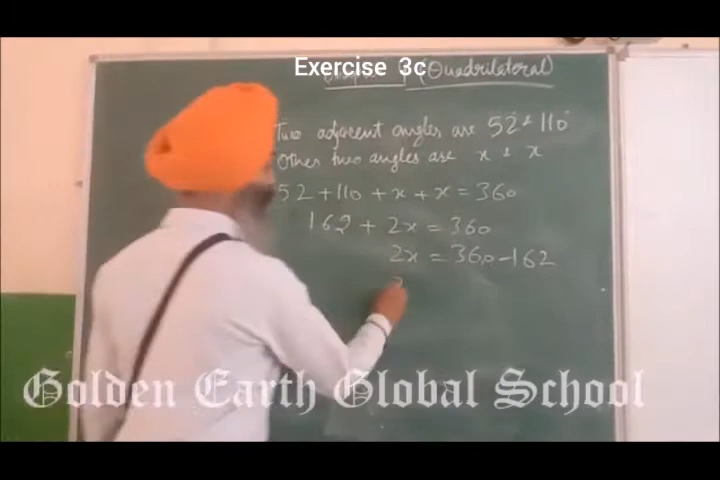 Exercise 3c
(Quadrilateral)
Two adjacent angles are 52° & 110°
Other two angles are x & x
52 + 110 + x + x = 360
162 + 2x = 360
2x = 360 - 162
Golden Earth Global School